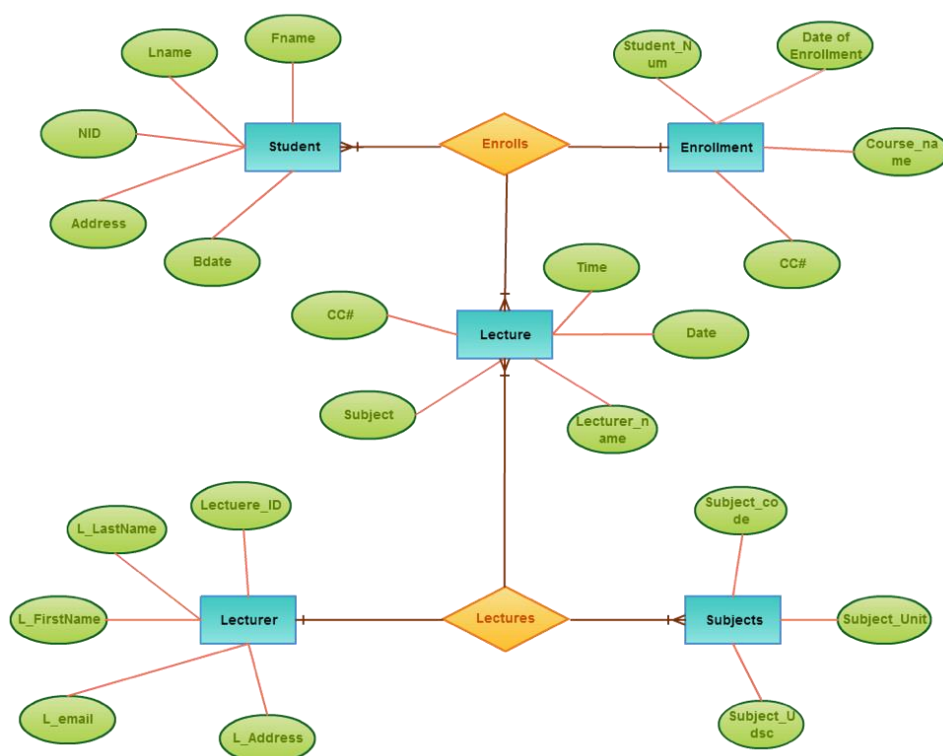 Fname
Lname
Student_N
um
Date of
Enrollment
NID
Student
Enrolls
Enrollment
Course_na
me
Address
Bdate
CC#
Time
CC#
Lecture
Date
Subject
Lecturer_n
ame
Lectuere_ID
Subject_co
de
L_LastName
L_FirstName
Lecturer
Lectures
Subjects
Subject_Unit
L_email
L_Address
Subject_U
dsc